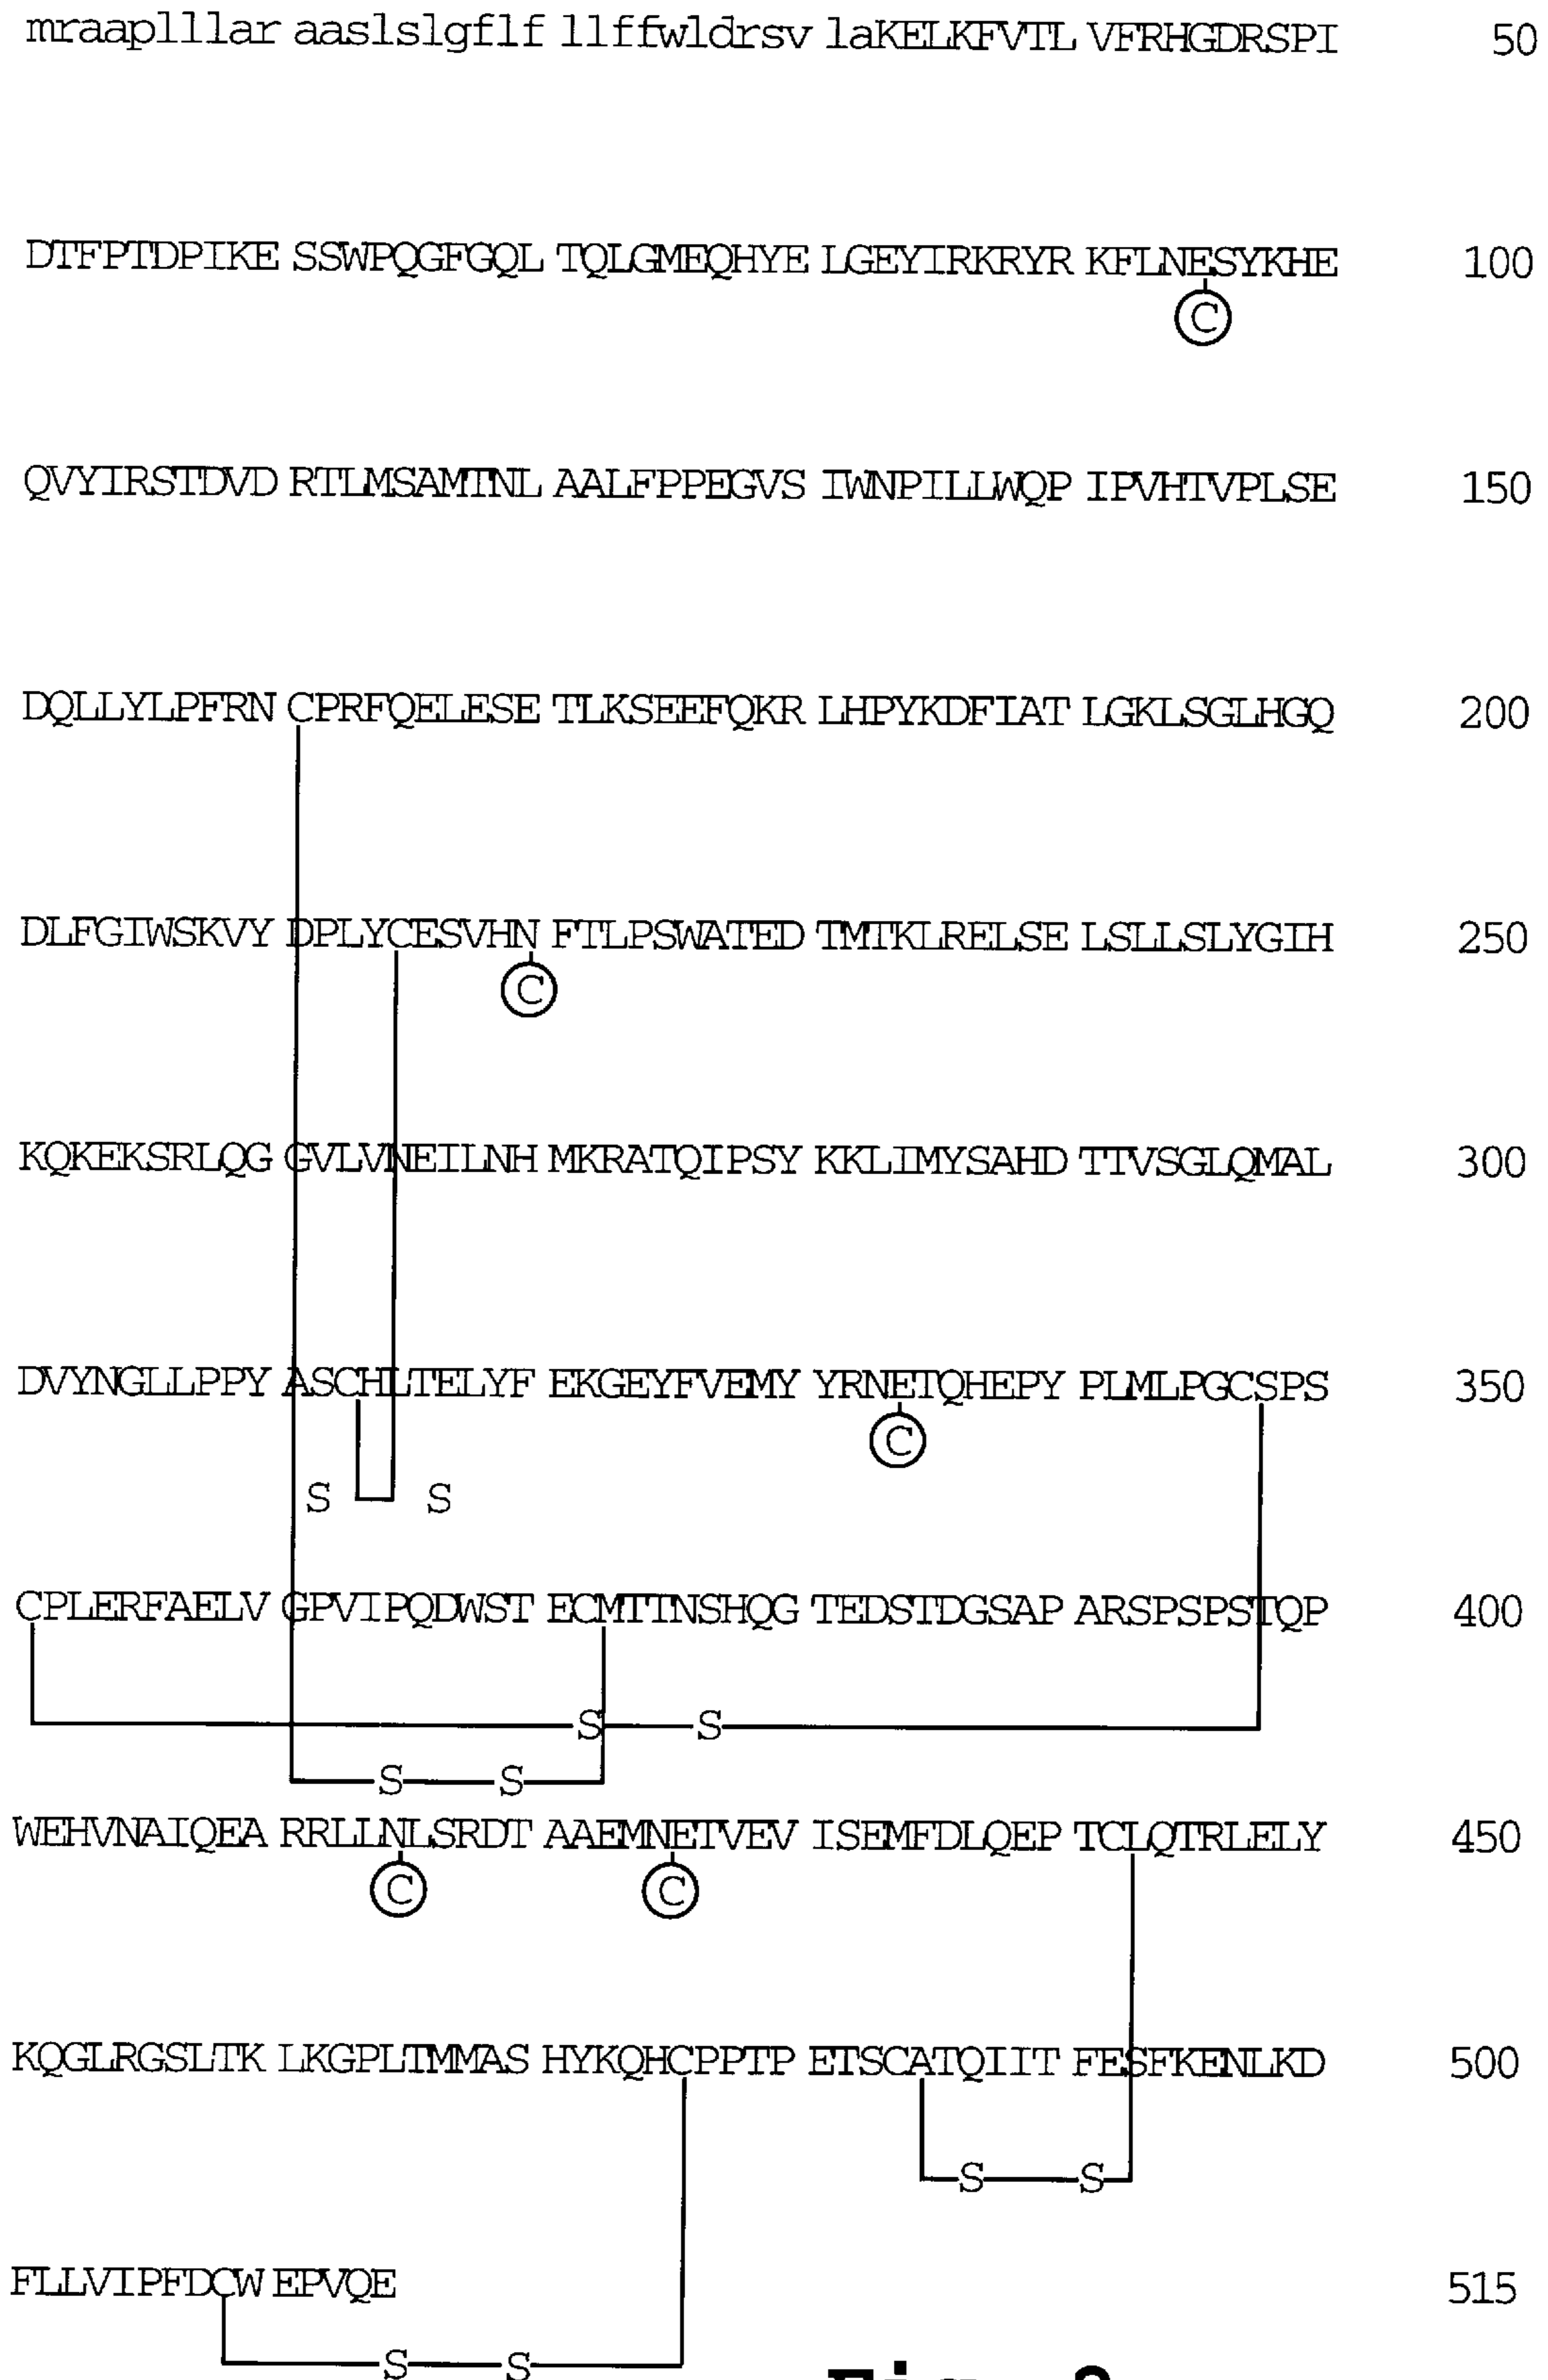 mraaplllar aaslslgflf llffwldrsv laKELKFVTL VFRHGDRSPI 50
DTFPTDPIKE SSWPQGFGQL TQLGMEQHYE LGEYIRKRYR KFLNESYKHE 100
C
QVYIRSTDVD RTLMSAMTNL AALFPPEGVS IWNPILLWQP IPVHTVPLSE 150
DQLLYLPFRN CPRFQELESE TLKSEEFQKR LHPYKDFIAT LGKLSGLHGQ 200
DLFGIWSKVY DPLYCESVHN FTLPSWATED TMTKLRELSE LSLLSLYGIH 250
C
KQKEKSRLQG GVLVNEILNH MKRATQIPSY KKLIMYSAHD TTVSGLQMAL 300
DVYNGLLPPY ASCHLTELYF EKGEYFVEMY YRNETQHEPY PLMLPGCSPS 350
C
S S
CPLERFAELV GPVIPQDWST ECMTTNSHQG TEDSTDGSAP ARSPSPSTQP 400
S S
S S
WEHVNAIQEA RRLLNLSRDT AAEMNETVEV ISEMFDLQEP TCLQTRLELY 450
C C
KQGLRGSLTK LKGPLTMMAS HYKQHCPPTP ETSCATQIIT FESFKENLKD 500
S S
FLLVIPFDCW EPVQE 515
S S